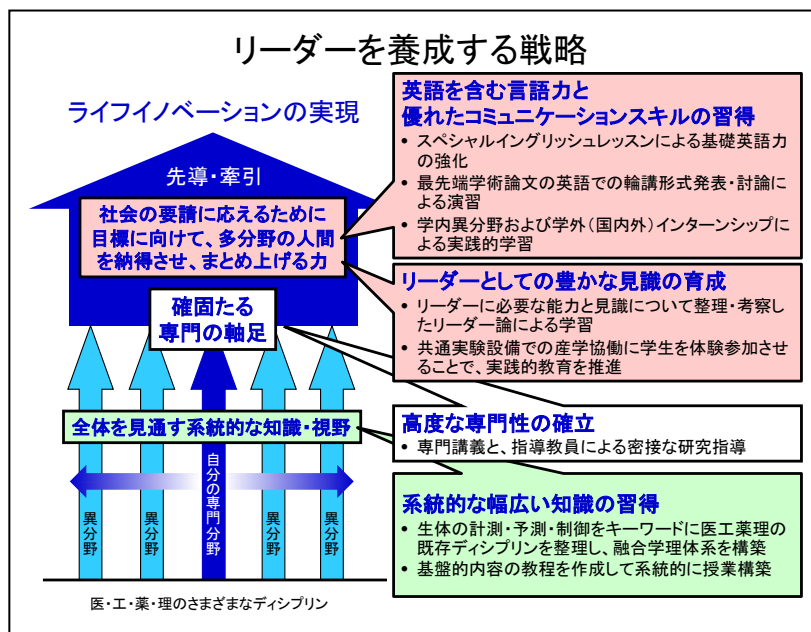 リーダーを養成する戦略
ライフイノベーションの実現
先導・牽引
社会の要請に応えるために
目標に向けて、多分野の人間
を納得させ、まとめ上げる力
確固たる
専門の軸足
全体を見通す系統的な知識・視野
異分野
異分野
自分の専門分野
異分野
異分野
医・工・薬・理のさまざまなディシプリン
英語を含む言語力と
優れたコミュニケーションスキルの習得
• スペシャルイングリッシュレッスンによる基礎英語力
の強化
• 最先端学術論文の英語での輪講形式発表・討論
による演習
• 学内異分野および学外(国内外)インターンシップ
による実践的学習
リーダーとしての豊かな見識の育成
• リーダーに必要な能力と見識について整理・考察し
たリーダー論による学習
• 共通実験設備での産学協働に学生を体験参加させ
ることで、実践的教育を推進
高度な専門性の確立
• 専門講義と、指導教員による密接な研究指導
系統的な幅広い知識の習得
• 生体の計測・予測・制御をキーワードに医工薬理の
既存ディシプリンを整理し、融合学理体系を構築
• 基盤的内容の教程を作成して系統的に授業構築